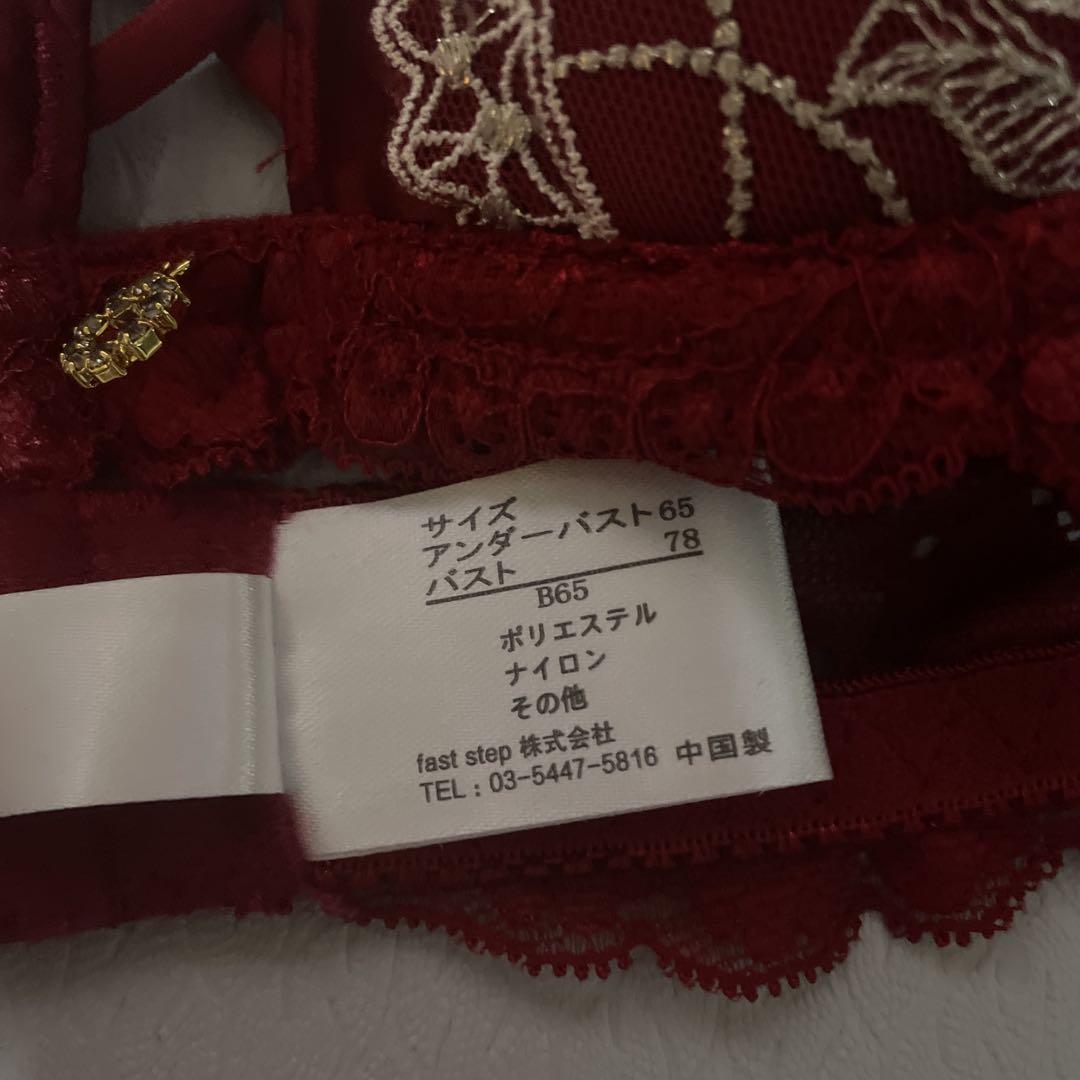 サイズ
アンダーバスト65
バスト 78
B65
ポリエステル
ナイロン
その他
fast step 株式会社
TEL : 03-5447-5816 中国製